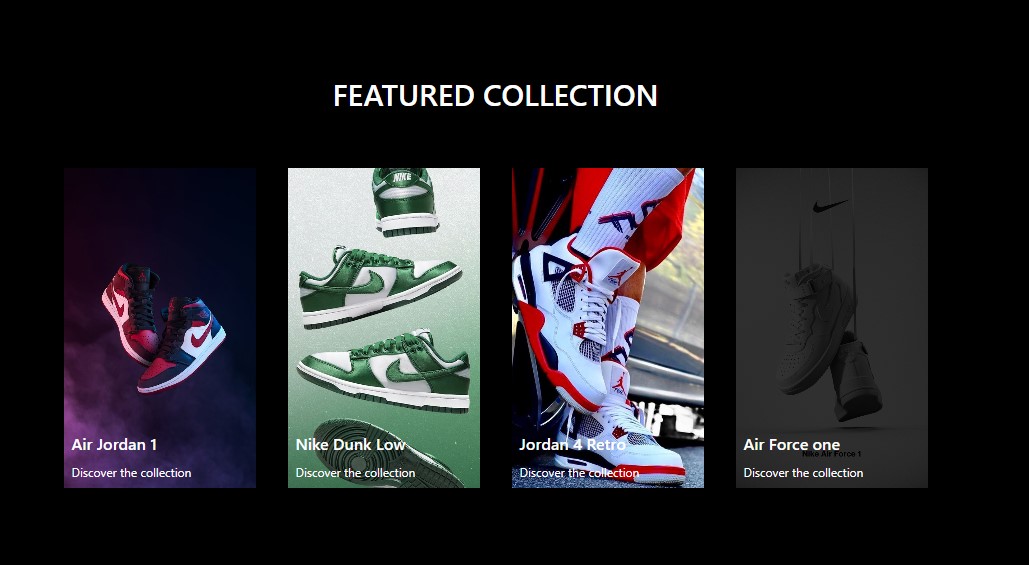 FEATURED COLLECTION
NIKE
Air Jordan 1
Discover the collection
Nike Dunk Low
Discover the collection
Jordan 4 Retro
Discover the collection
Air Force one
Nike Air Force 1
Discover the collection